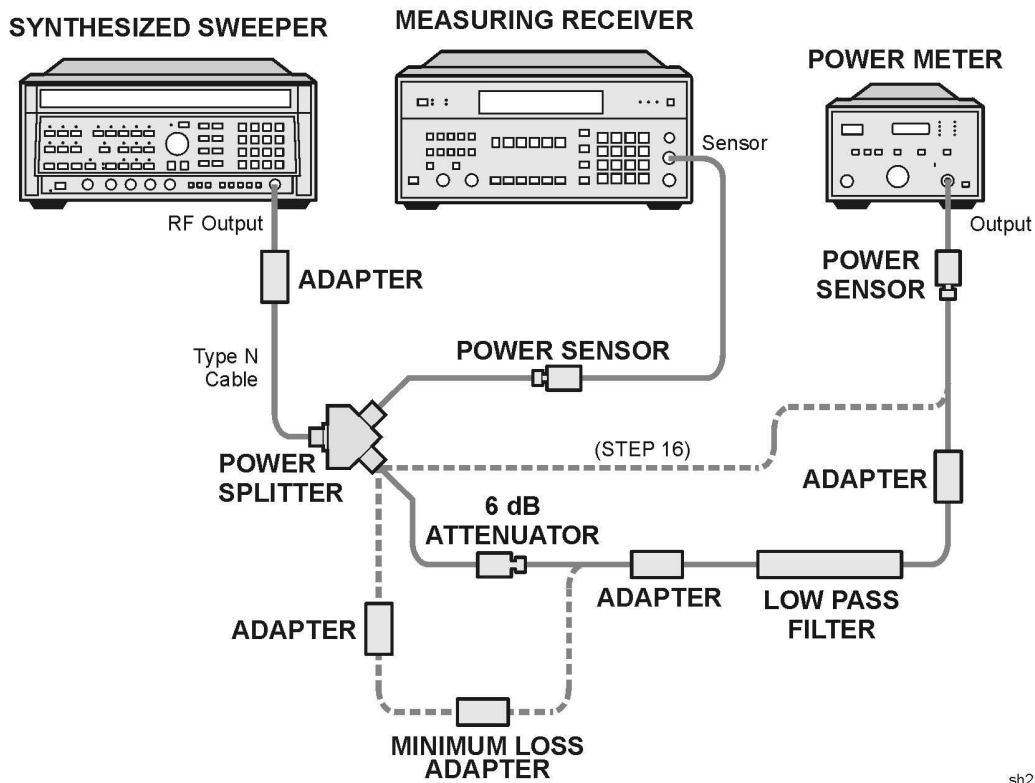 SYNTHESIZED SWEEPER
MEASURING RECEIVER
POWER METER
Sensor
RF Output
Output
ADAPTER
POWER
SENSOR
Type N
Cable
POWER SENSOR
(STEP 16)
POWER
SPLITTER
ADAPTER
6 dB
ATTENUATOR
ADAPTER
LOW PASS
FILTER
ADAPTER
MINIMUM LOSS
ADAPTER
sh2